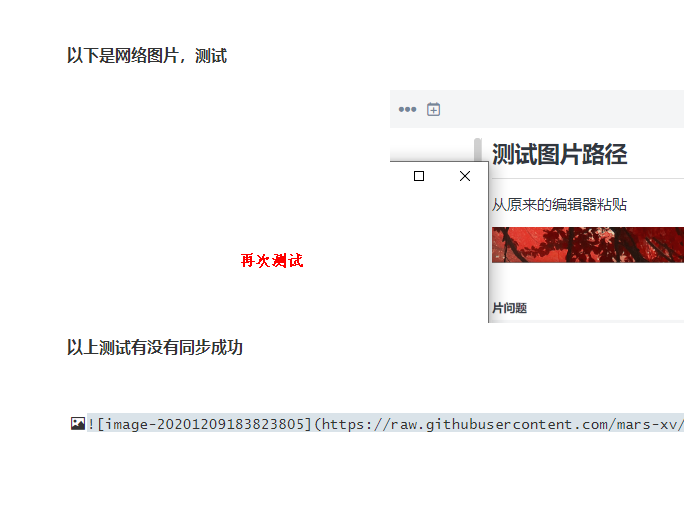 以下是网络图片，测试
测试图片路径
从原来的编辑器粘贴
再次测试
片问题
以上测试有没有同步成功
![image-20201209183823805](https://raw.githubusercontent.com/mars-xv/